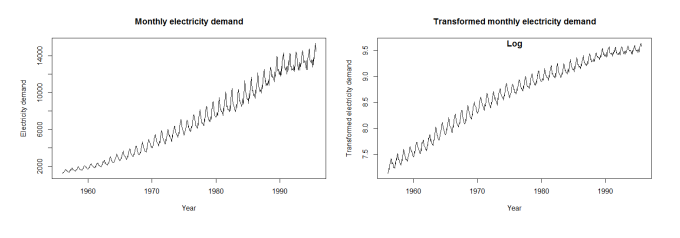 Monthly electricity demand
Electricity demand
14000
10000
6000
2000
1960 1970 1980 1990
Year
Transformed monthly electricity demand
Log
Transformed electricity demand
9.5
9.0
8.5
8.0
7.5
1960 1970 1980 1990
Year